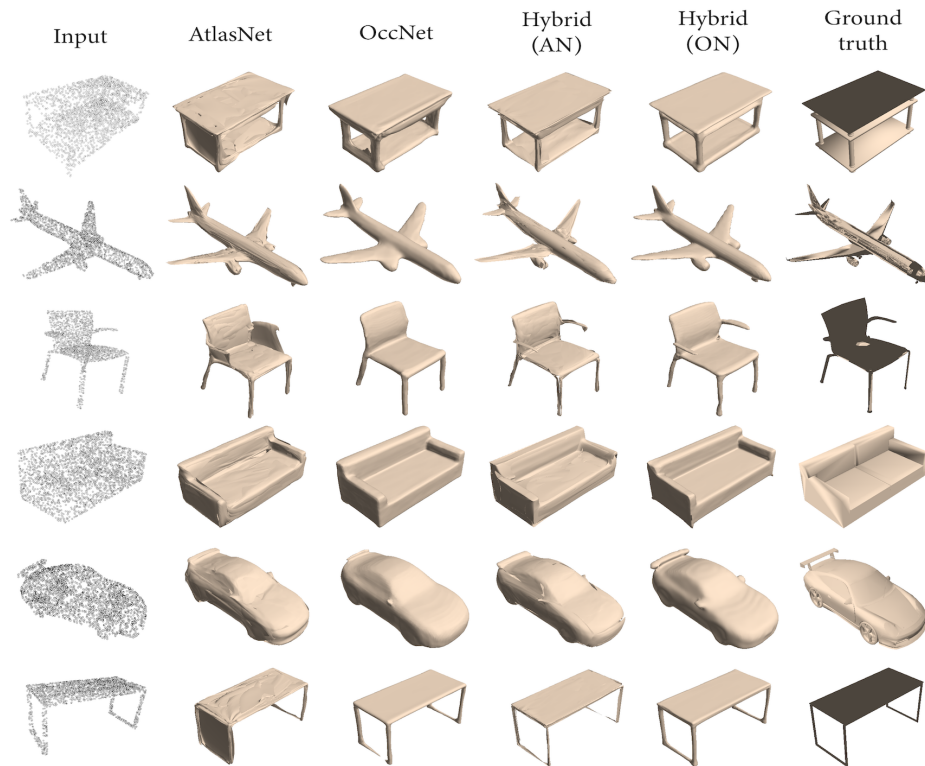 Input
AtlasNet
OccNet
Hybrid
(AN)
Hybrid
(ON)
Ground
truth